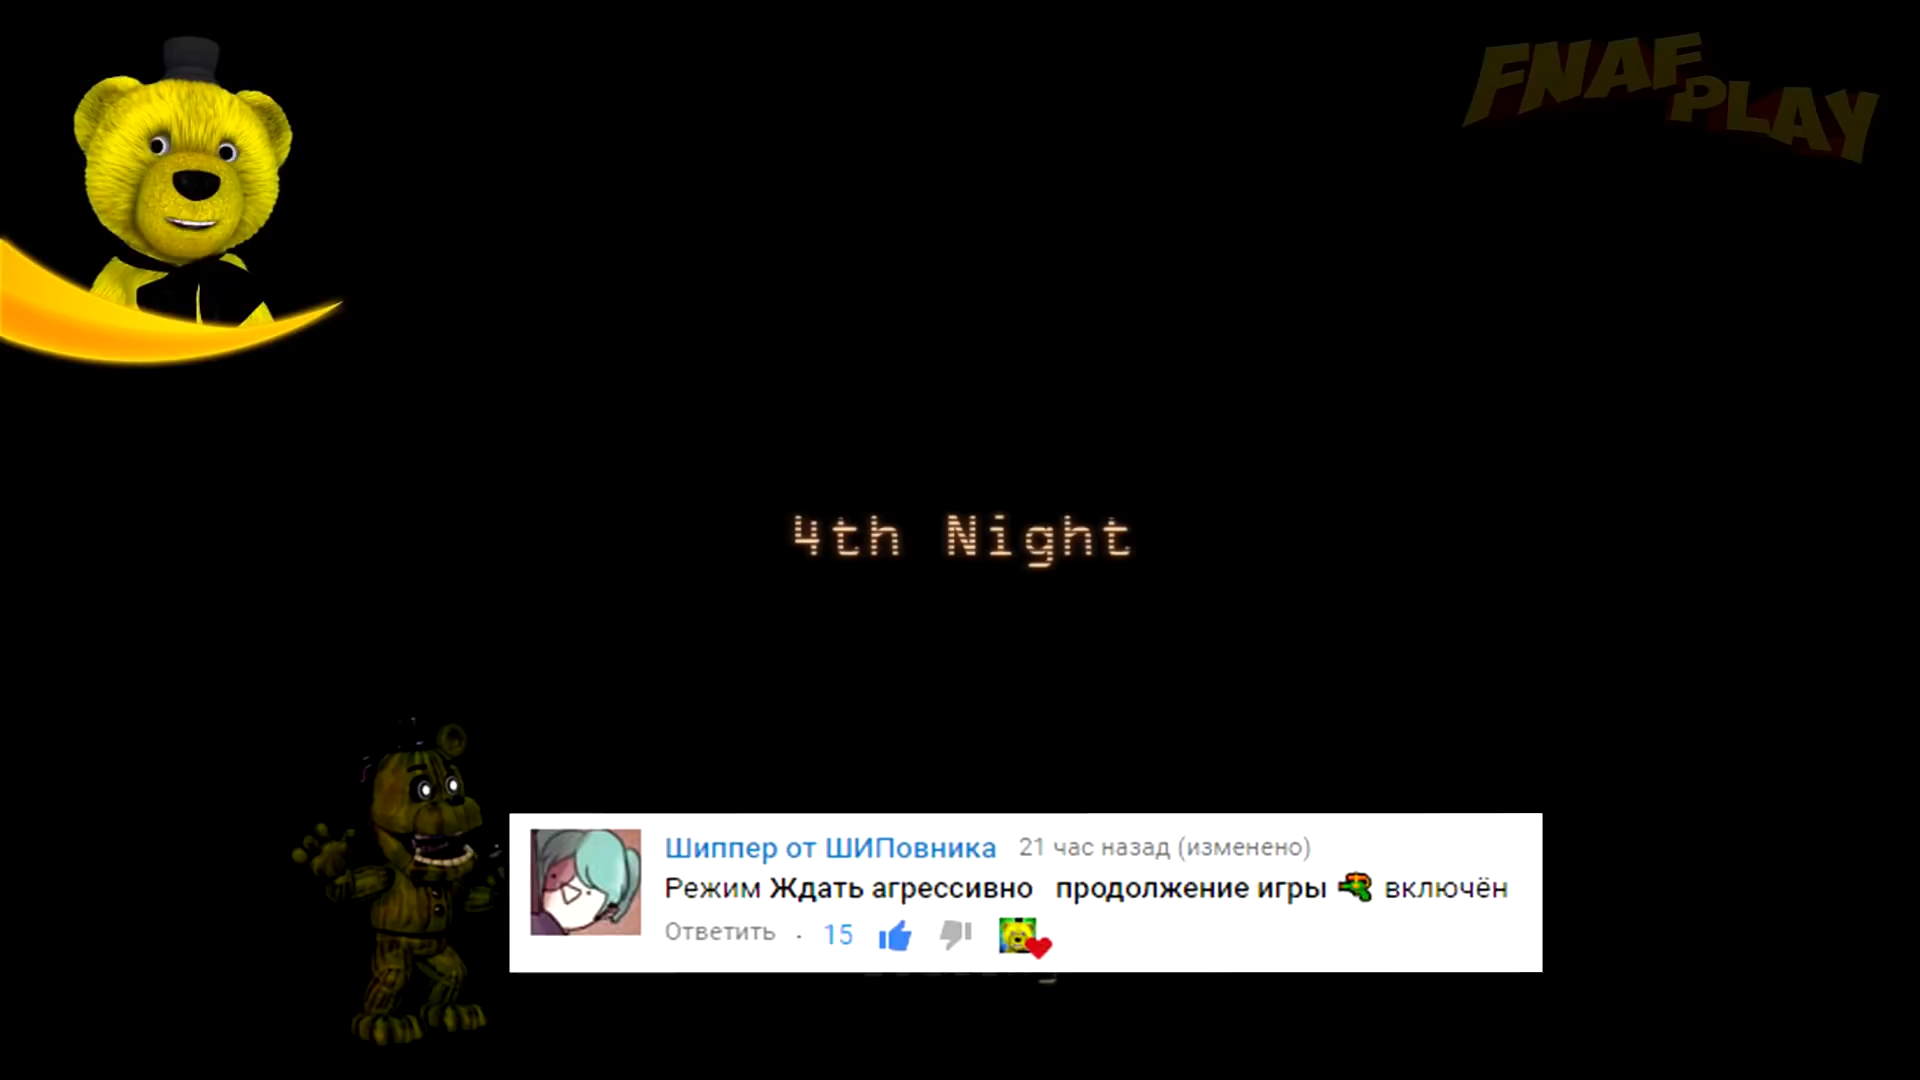 FNAF
PLAY
4th Night
Шиппер от ШИПовника 21 час назад (изменено)
Режим Ждать агрессивно продолжение игры включён
Ответить · 15